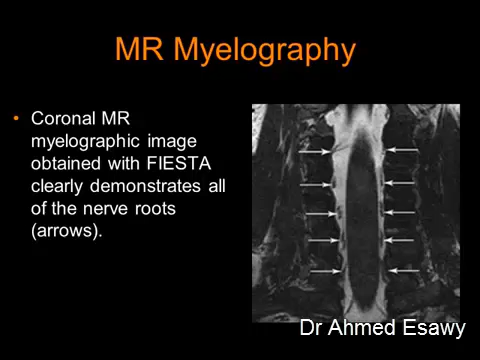 MR Myelography
• Coronal MR
myelographic image
obtained with FIESTA
clearly demonstrates all
of the nerve roots
(arrows).
Dr Ahmed Esawy